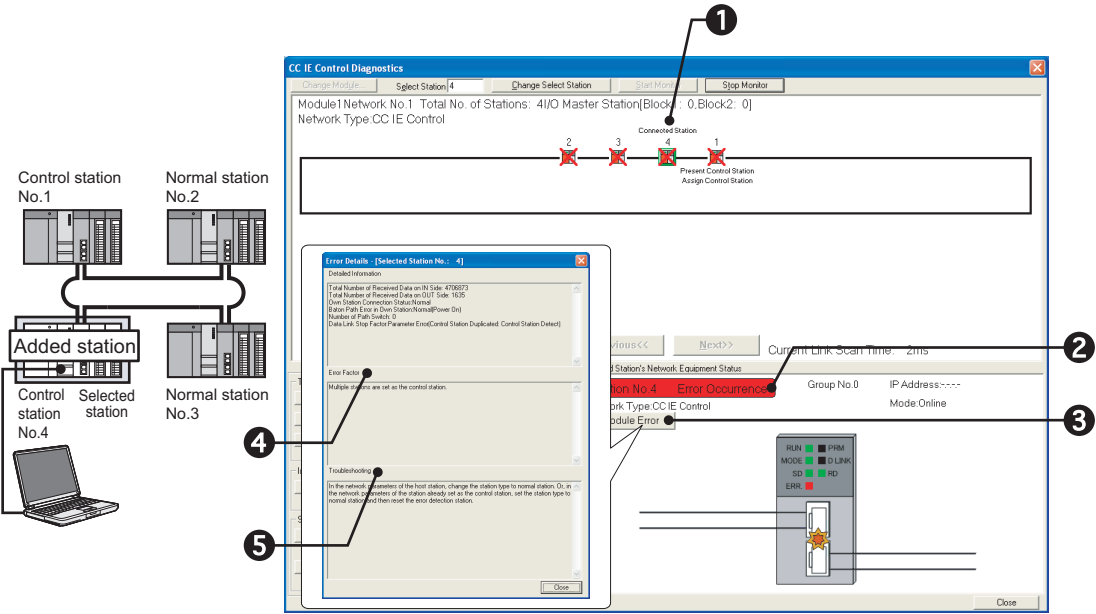 1
CC IE Control Diagnostics
Change Module...
Select Station
4
Change Select Station
Start Monitor
Stop Monitor
Module1 Network No.1 Total No. of Stations: 4I/O Master Station[Block1: 0,Block2: 0]
Network Type:CC IE Control
Connected Station
2 3 4 1
Present Control Station
Assign Control Station
Control station
No.1
Normal station
No.2
Added station
Control
station
No.4
Selected
station
Normal station
No.3
Error Details - [Selected Station No.: 4]
Detailed Information
Total Number of Received Data on IN Side: 4706873
Total Number of Received Data on OUT Side: 1635
Own Station Connection Status:Normal
Baton Path Error in Own Station:Normal(Power On)
Number of Path Switch: 0
Data Link Stop Factor:Parameter Error(Control Station Duplicated: Control Station Detect)
Error Factor
4
Multiple stations are set as the control station.
Troubleshooting
5
In the network parameters of the host station, change the station type to normal station. Or, in
the network parameters of the station already set as the control station, set the station type to
normal station and then reset the error detection station.
Close
vious<<
Next>>
Current Link Scan Time: 2ms
2
d Station's Network Equipment Status
tion No.4 Error Occurrence
Group No.0
IP Address:-.-.-.-
ork Type:CC IE Control
Mode:Online
odule Error
3
RUN PRM
MODE D LINK
SD RD
ERR.
Close